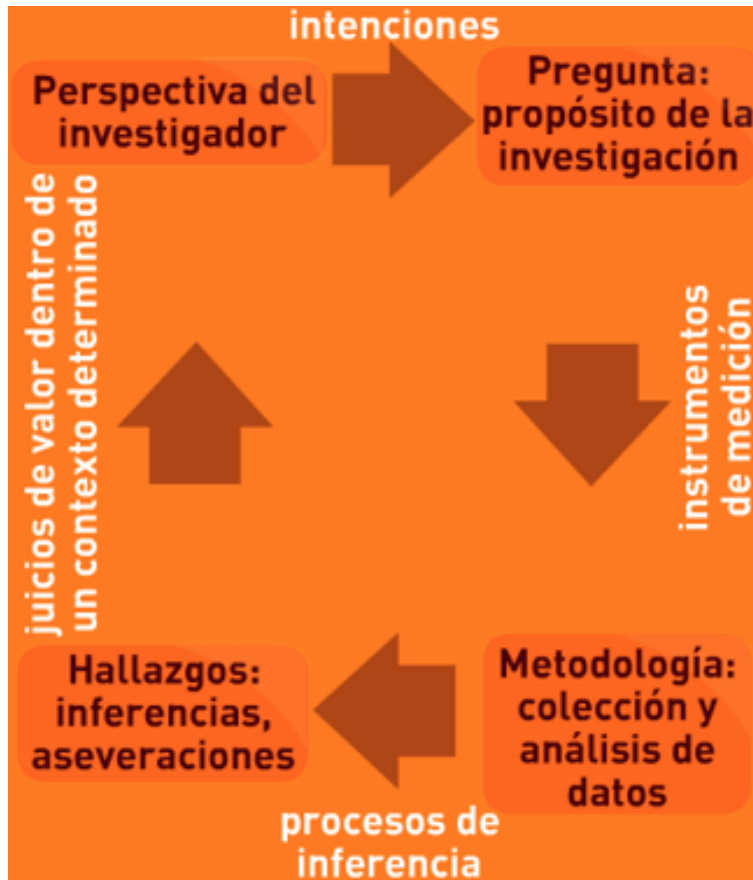 intenciones
Perspectiva del
investigador
Pregunta:
propósito de la
investigación
instrumentos
de medición
Metodología:
colección y
análisis de
datos
procesos de
inferencia
Hallazgos:
inferencias,
aseveraciones
juicios de valor dentro de
un contexto determinado